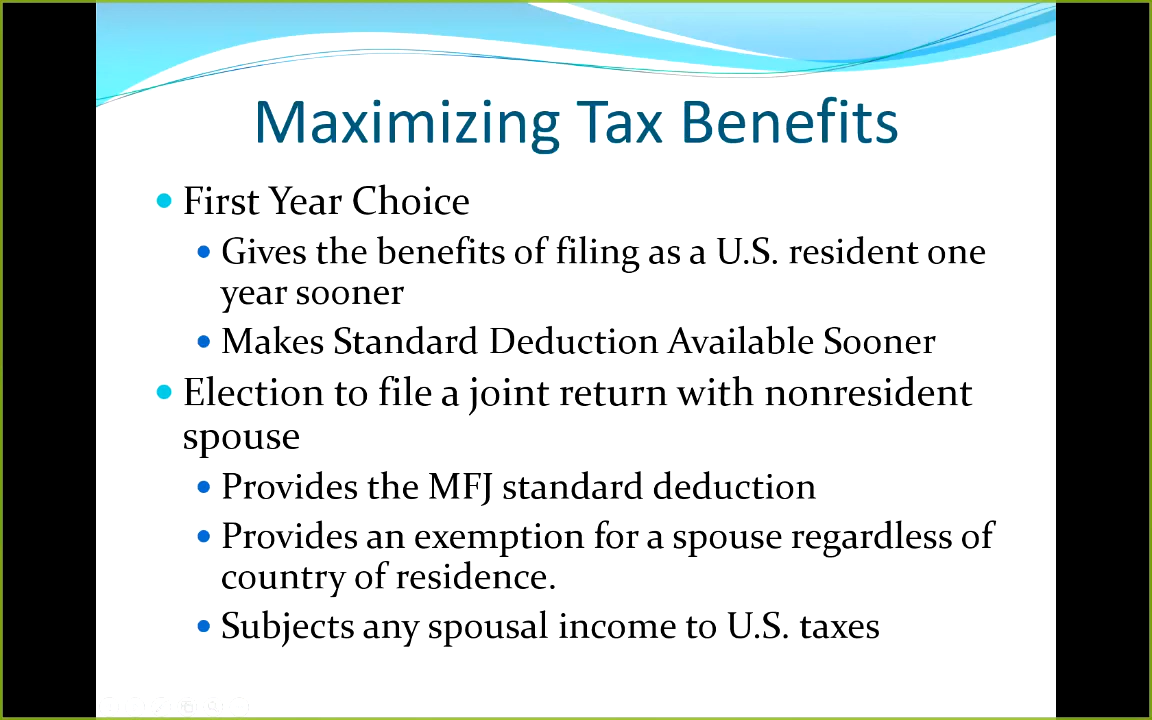 Maximizing Tax Benefits
• First Year Choice
• Gives the benefits of filing as a U.S. resident one
year sooner
• Makes Standard Deduction Available Sooner
• Election to file a joint return with nonresident
spouse
• Provides the MFJ standard deduction
• Provides an exemption for a spouse regardless of
country of residence.
• Subjects any spousal income to U.S. taxes